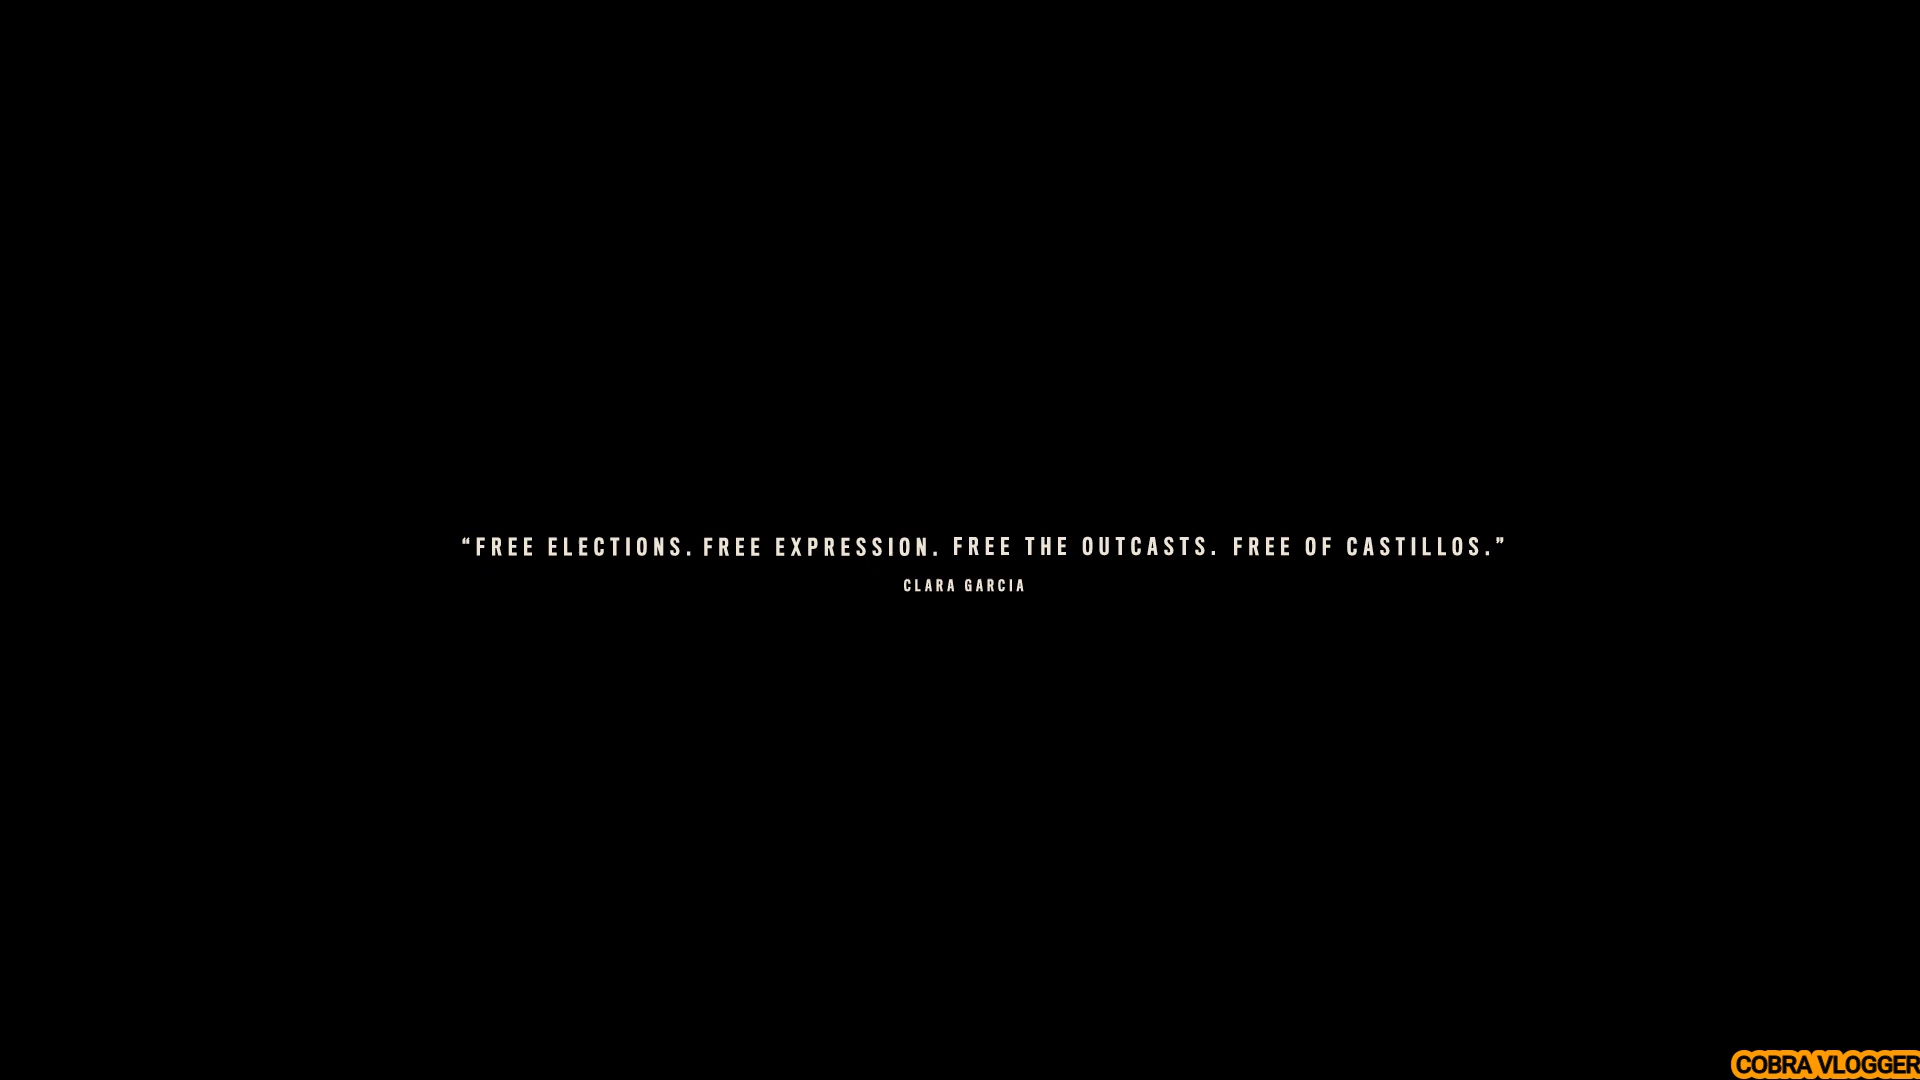 “FREE ELECTIONS. FREE EXPRESSION. FREE THE OUTCASTS. FREE OF CASTILLOS.”
CLARA GARCIA
COBRA VLOGGER